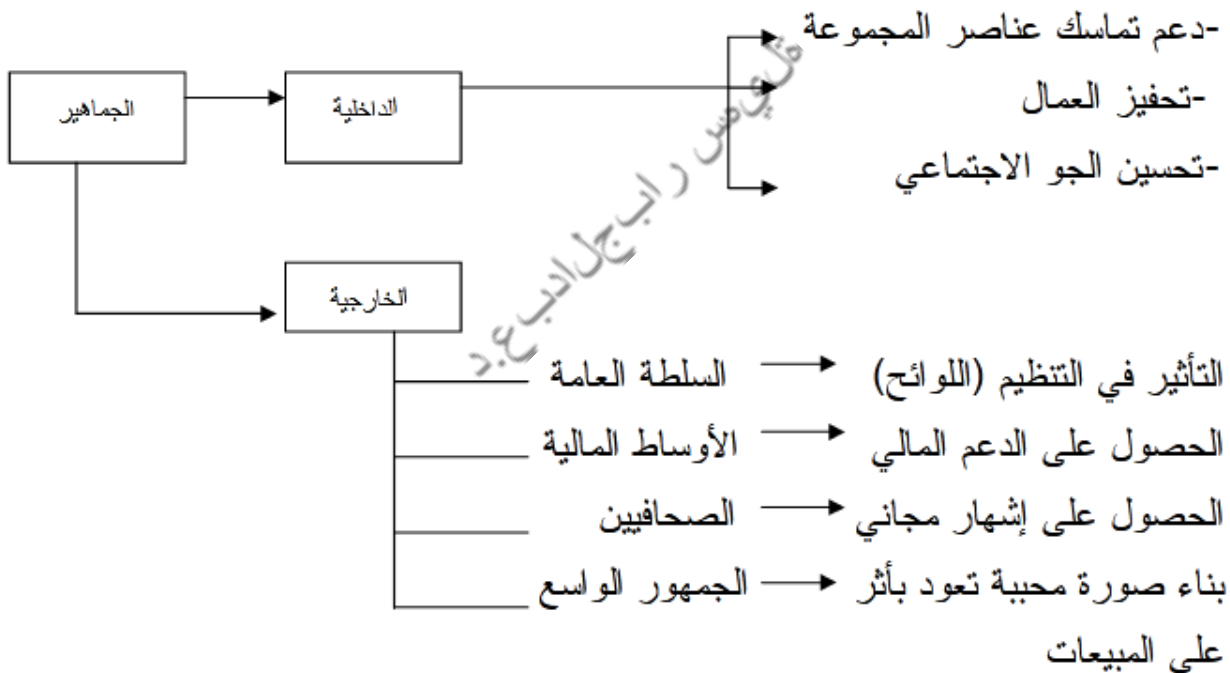 -دعم تماسك عناصر المجموعة
الجماهير
الداخلية
-تحفيز العمال
-تحسين الجو الاجتماعي
الخارجية
السلطة العامة
التأثير في التنظيم (اللوائح)
الأوساط المالية
الحصول على الدعم المالي
الصحافيين
الحصول على إشهار مجاني
الجمهور الواسع
بناء صورة محببة تعود بأثر
على المبيعات